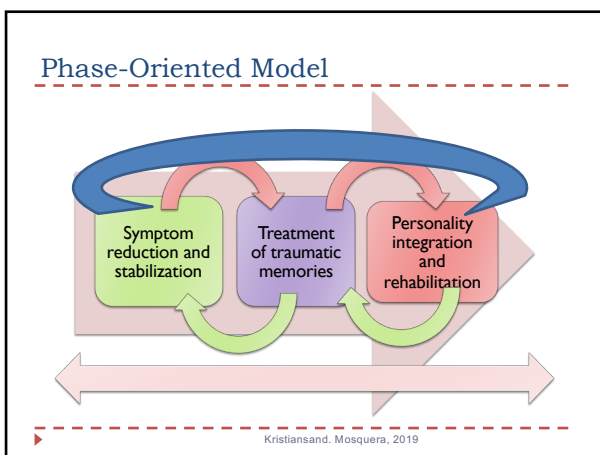 Phase-Oriented Model
Symptom
reduction and
stabilization
Treatment
of traumatic
memories
Personality
integration
and
rehabilitation
Kristiansand. Mosquera, 2019